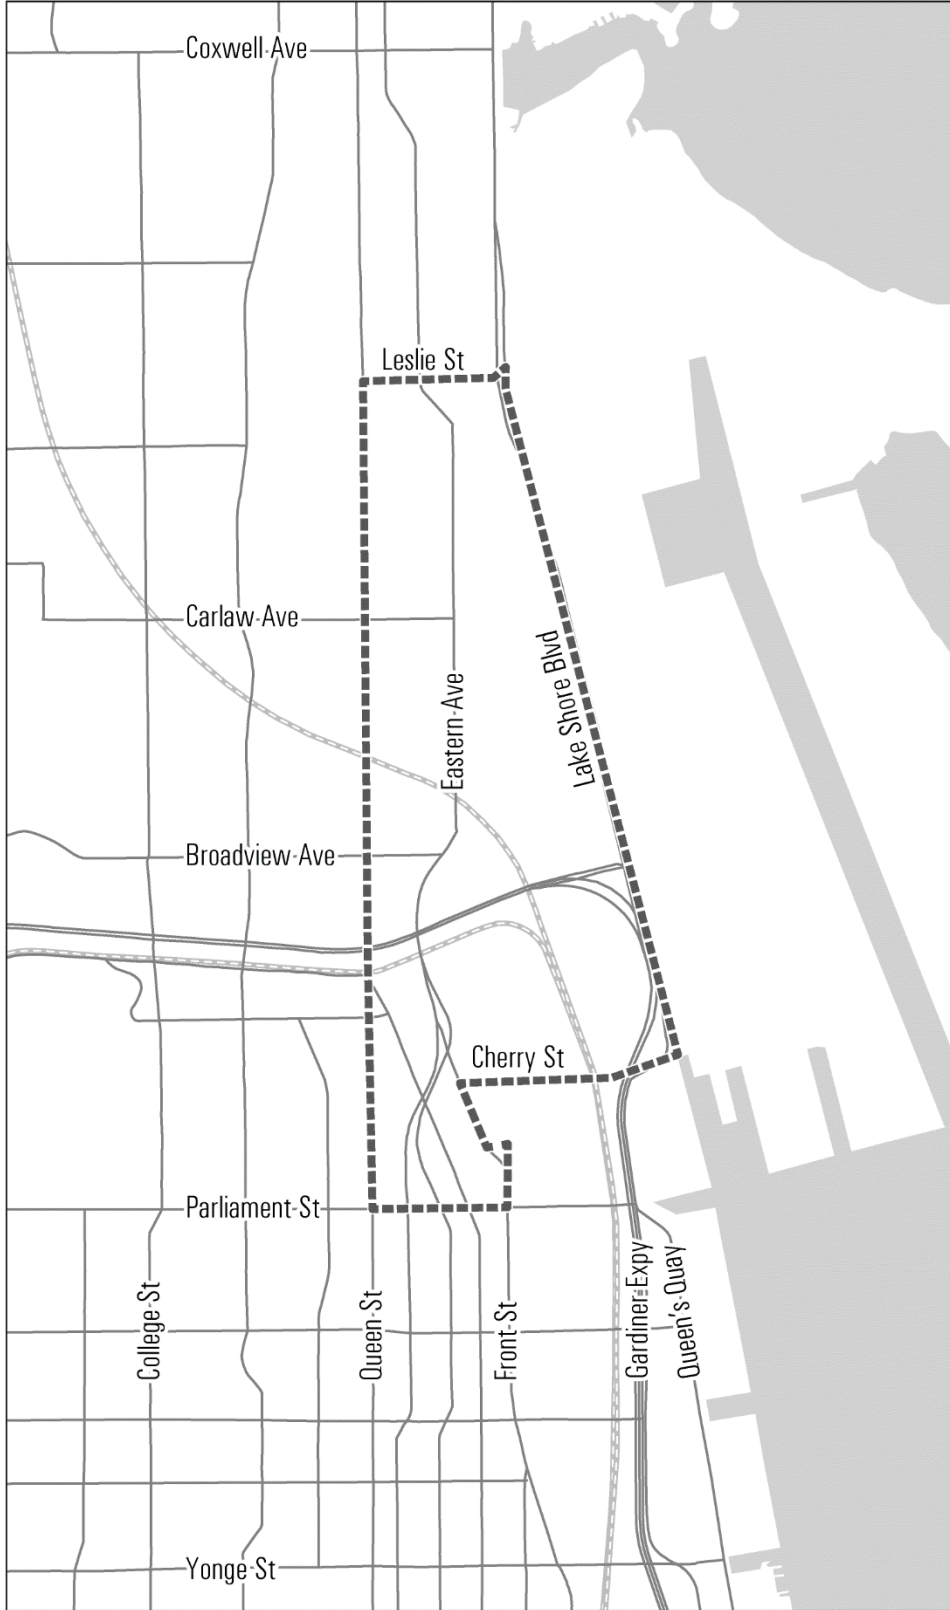 Coxwell Ave
Leslie St
Carlaw Ave
Lake Shore Blvd
Eastern Ave
Broadview Ave
Cherry St
Parliament St
College St
Queen St
Front St
Gardiner Expy
Queen's Quay
Yonge St